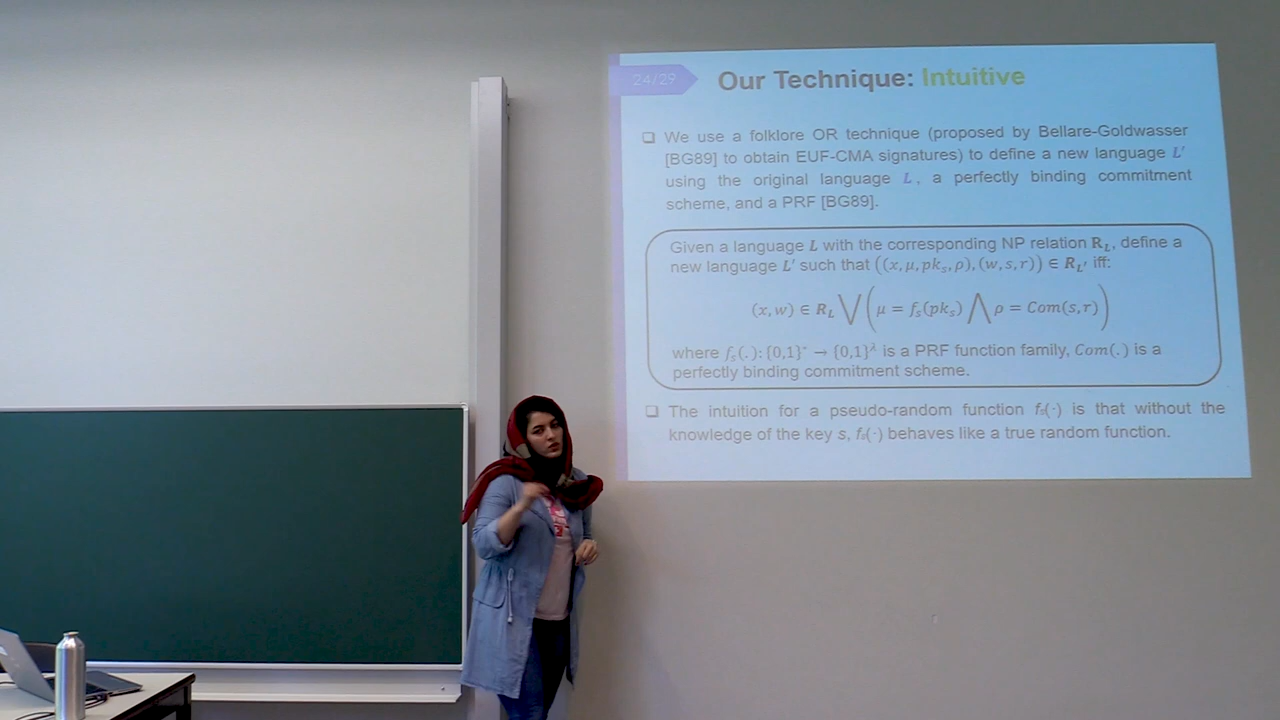 24/29
Our Technique: Intuitive
❑ We use a folklore OR technique (proposed by Bellare-Goldwasser
[BG89] to obtain EUF-CMA signatures) to define a new language L′
using the original language L, a perfectly binding commitment
scheme, and a PRF [BG89].
Given a language L with the corresponding NP relation R_L, define a
new language L′ such that ((x, μ, pk_s, ρ), (w, s, r)) ∈ R_L′ iff:
(x, w) ∈ R_L ⋁ (μ = f_s(pk_s) ⋀ ρ = Com(s, r))
where f_s(.): {0,1}* → {0,1}^λ is a PRF function family, Com(.) is a
perfectly binding commitment scheme.
❑ The intuition for a pseudo-random function f_s(·) is that without the
knowledge of the key s, f_s(·) behaves like a true random function.